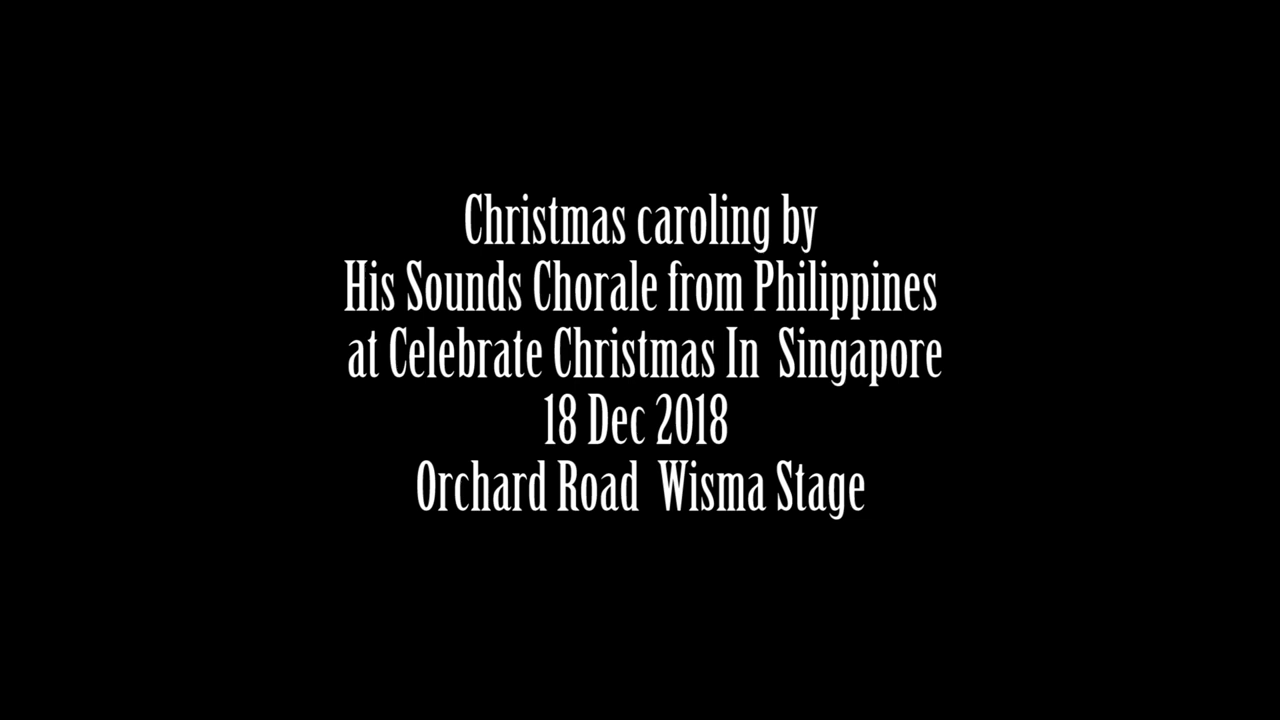 Christmas caroling by
His Sounds Chorale from Philippines
at Celebrate Christmas In  Singapore
18 Dec 2018
Orchard Road  Wisma Stage